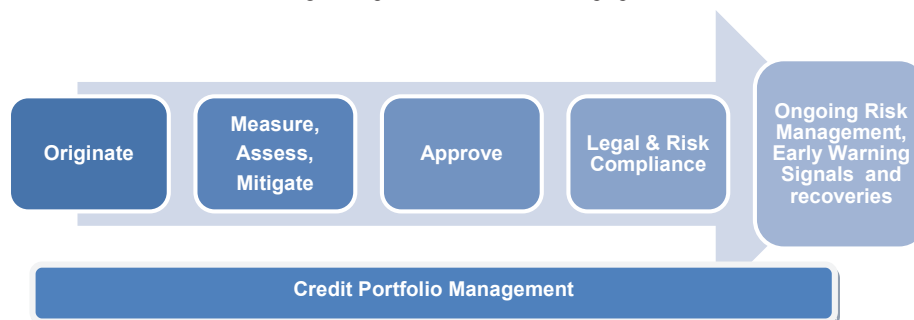 Originate
Measure,
Assess,
Mitigate
Approve
Legal & Risk
Compliance
Ongoing Risk
Management,
Early Warning
Signals and
recoveries
Credit Portfolio Management